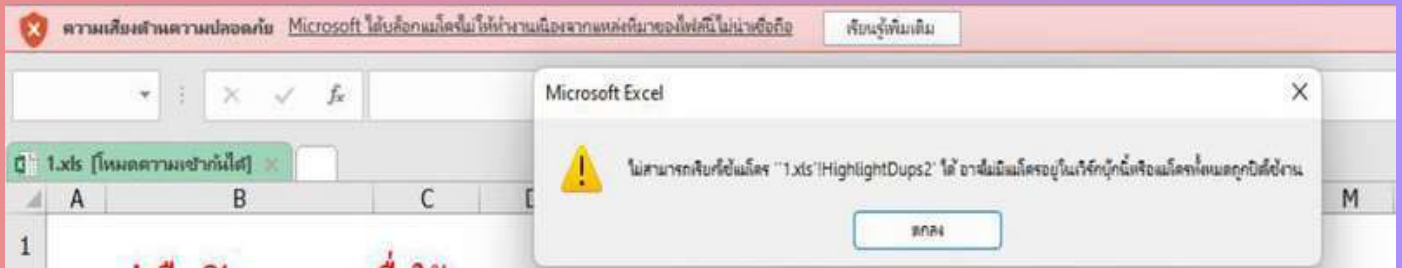 ความเสี่ยงด้านความปลอดภัย Microsoft ได้บล็อกแมโครไม่ให้ทำงานเนื่องจากแหล่งที่มาของไฟล์นี้ไม่น่าเชื่อถือ เรียนรู้เพิ่มเติม
fx
Microsoft Excel
1.xls [โหมดความเข้ากันได้]
ไม่สามารถเรียกใช้แมโคร "1.xls'!HighlightDups2' ได้ อาจไม่มีแมโครอยู่ในเวิร์กบุ๊กนี้หรือแมโครทั้งหมดถูกปิดใช้งาน
ตกลง
A B C D M
1